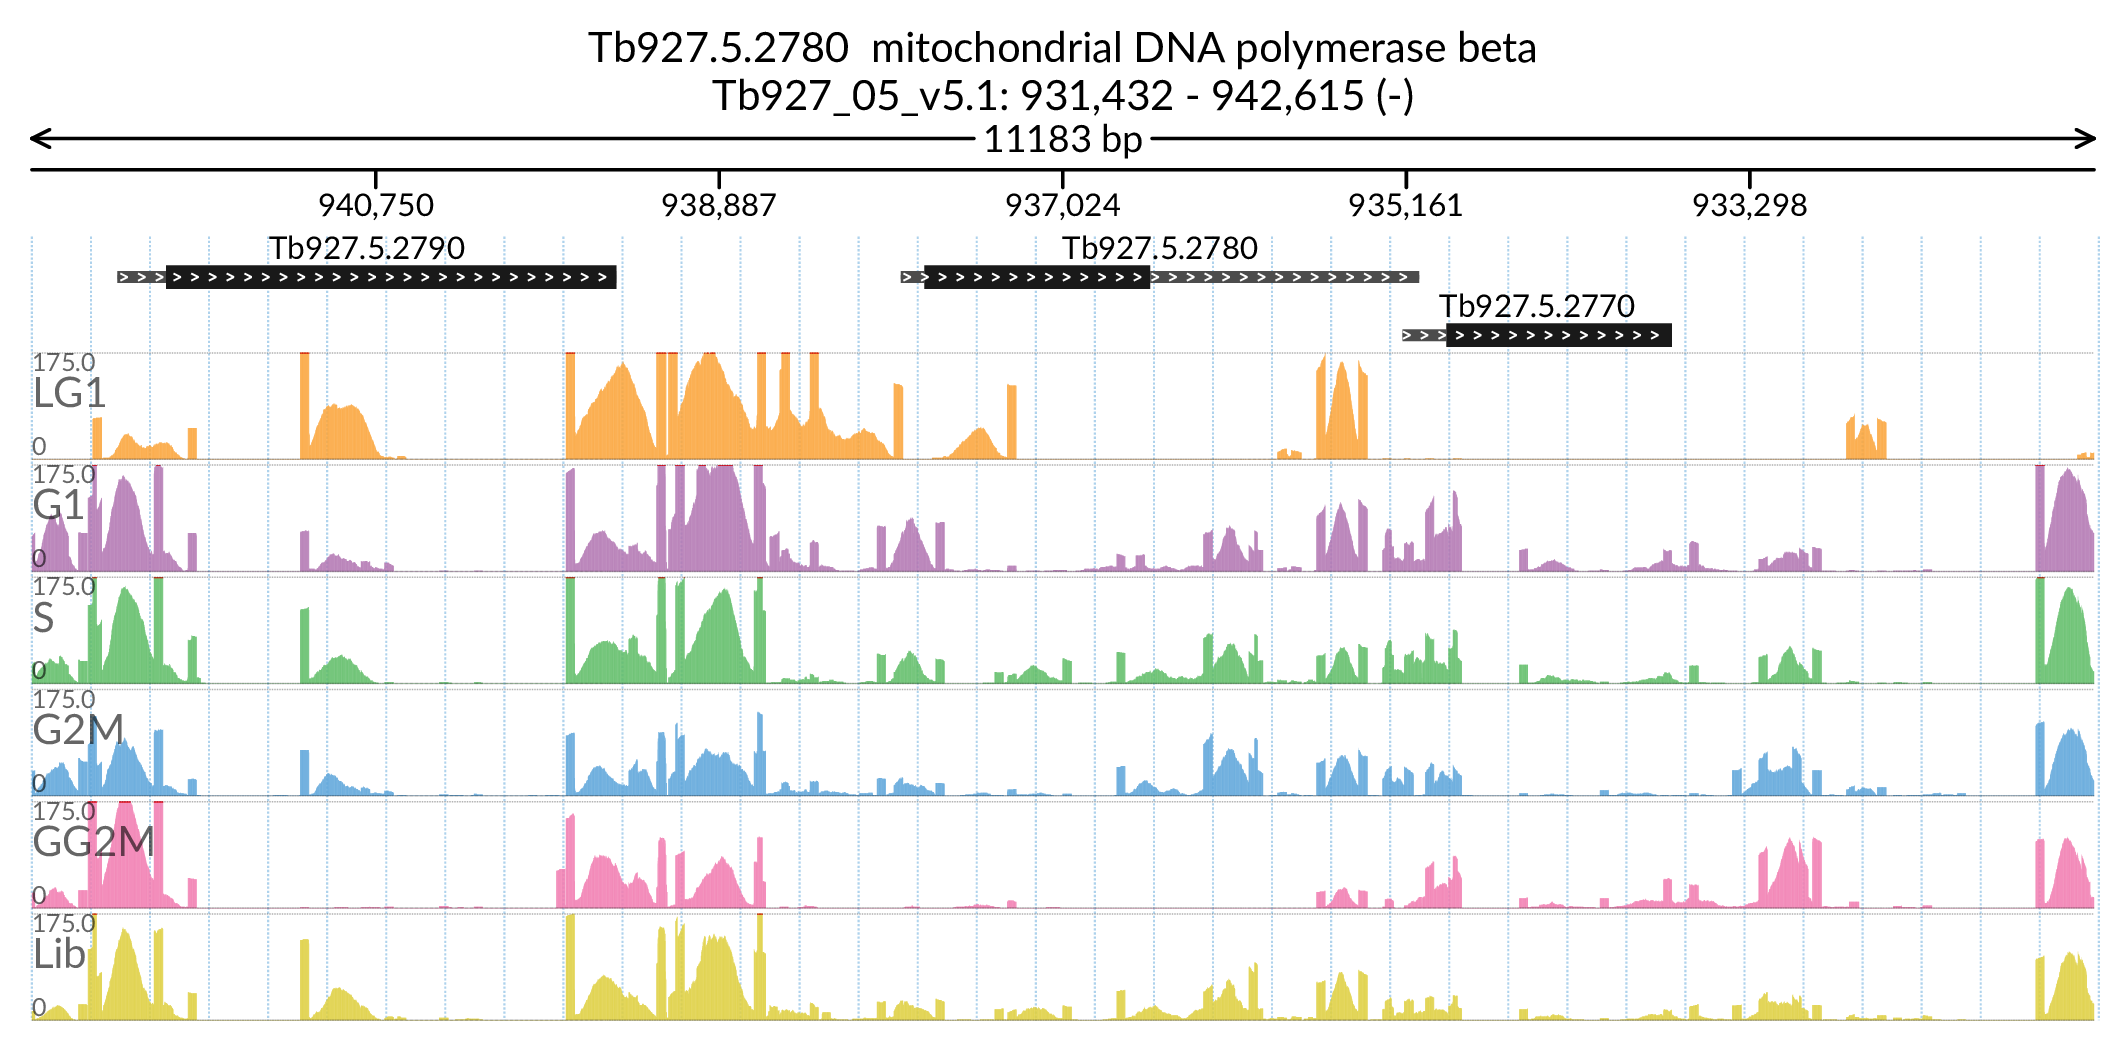 Tb927.5.2780  mitochondrial DNA polymerase beta
Tb927_05_v5.1: 931,432 - 942,615 (-)
11183 bp
940,750 938,887 937,024 935,161 933,298
Tb927.5.2790 Tb927.5.2780
Tb927.5.2770
175.0
LG1
0
175.0
G1
0
175.0
S
0
175.0
G2M
0
175.0
GG2M
0
175.0
Lib
0